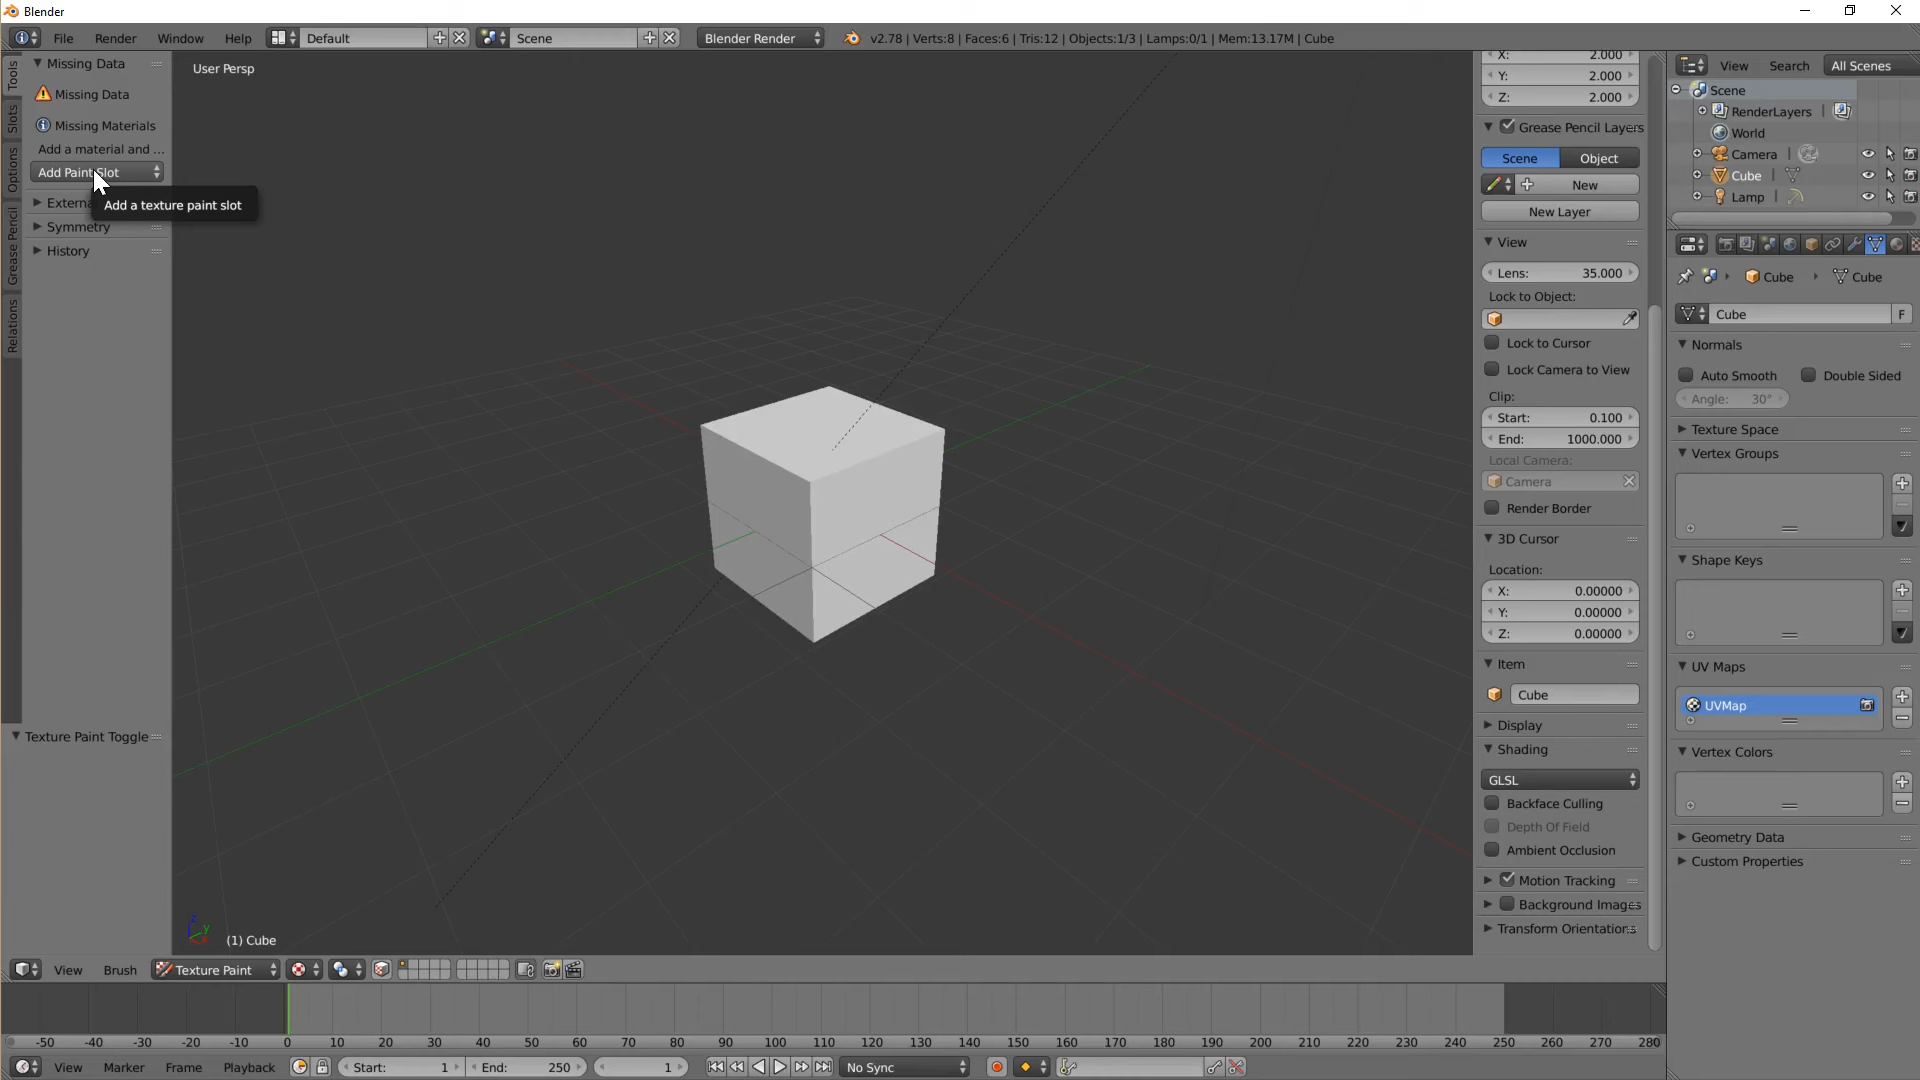 Blender
File Render Window Help Default Scene Blender Render v2.78 | Verts:8 | Faces:6 | Tris:12 | Objects:1/3 | Lamps:0/1 | Mem:13.17M | Cube
Tools
Slots
Options
Grease Pencil
Relations
Missing Data
Missing Data
Missing Materials
Add a material and ...
Add Paint Slot
Externa
Add a texture paint slot
Symmetry
History
Texture Paint Toggle
User Persp
(1) Cube
z
y
x
X: 2.000
Y: 2.000
Z: 2.000
Grease Pencil Layers
Scene Object
New
New Layer
View
Lens: 35.000
Lock to Object:
Lock to Cursor
Lock Camera to View
Clip:
Start: 0.100
End: 1000.000
Local Camera:
Camera
Render Border
3D Cursor
Location:
X: 0.00000
Y: 0.00000
Z: 0.00000
Item
Cube
Display
Shading
GLSL
Backface Culling
Depth Of Field
Ambient Occlusion
Motion Tracking
Background Images
Transform Orientations
View Search All Scenes
Scene
RenderLayers
World
Camera
Cube
Lamp
Cube Cube
Cube F
Normals
Auto Smooth Double Sided
Angle: 30°
Texture Space
Vertex Groups
Shape Keys
UV Maps
UVMap
Vertex Colors
Geometry Data
Custom Properties
View Brush Texture Paint
-50 -40 -30 -20 -10 0 10 20 30 40 50 60 70 80 90 100 110 120 130 140 150 160 170 180 190 200 210 220 230 240 250 260 270 280
View Marker Frame Playback Start: 1 End: 250 1 No Sync